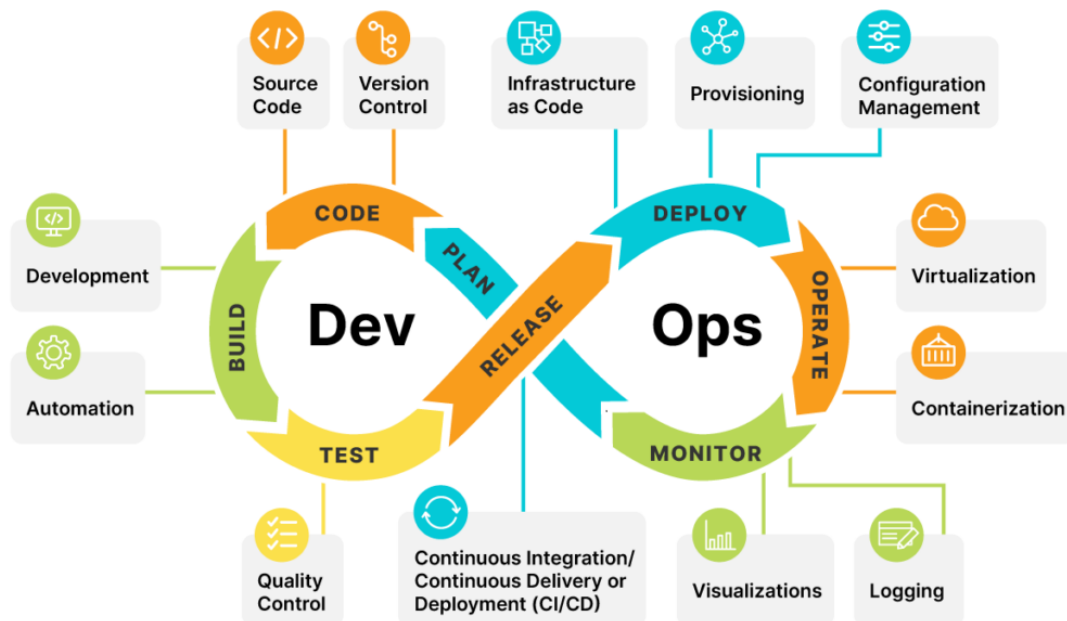 Source
Code
Version
Control
Infrastructure
as Code
Provisioning
Configuration
Management
CODE
DEPLOY
PLAN
Development
Virtualization
BUILD
Dev
RELEASE
Ops
OPERATE
Automation
Containerization
TEST
MONITOR
Quality
Control
Continuous Integration/
Continuous Delivery or
Deployment (CI/CD)
Visualizations
Logging